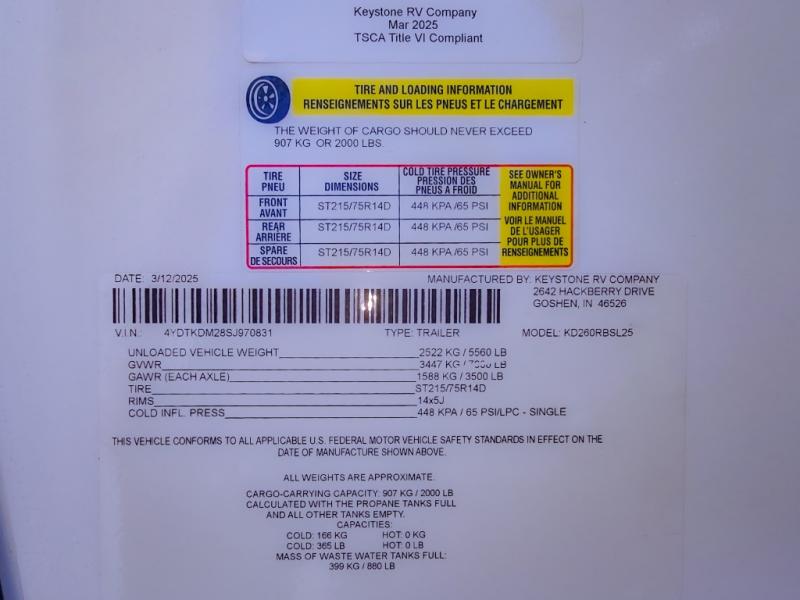 Keystone RV Company
Mar 2025
TSCA Title VI Compliant
TIRE AND LOADING INFORMATION
RENSEIGNEMENTS SUR LES PNEUS ET LE CHARGEMENT
THE WEIGHT OF CARGO SHOULD NEVER EXCEED
907 KG OR 2000 LBS.
TIRE PNEU SIZE DIMENSIONS COLD TIRE PRESSURE PRESSION DES PNEUS A FROID
FRONT AVANT ST215/75R14D 448 KPA /65 PSI
REAR ARRIÈRE ST215/75R14D 448 KPA /65 PSI
SPARE DE SECOURS ST215/75R14D 448 KPA /65 PSI
SEE OWNER'S
MANUAL FOR
ADDITIONAL
INFORMATION
VOIR LE MANUEL
DE L'USAGER
POUR PLUS DE
RENSEIGNEMENTS
DATE: 3/12/2025 MANUFACTURED BY: KEYSTONE RV COMPANY
2642 HACKBERRY DRIVE
GOSHEN, IN 46526
V.I.N.: 4YDTKDM28SJ970831 TYPE: TRAILER MODEL: KD260RBSL25
UNLOADED VEHICLE WEIGHT 2522 KG / 5560 LB
GVWR 3447 KG / LB
GAWR (EACH AXLE) 1588 KG / 3500 LB
TIRE ST215/75R14D
RIMS 14x5J
COLD INFL. PRESS 448 KPA / 65 PSI/LPC - SINGLE
THIS VEHICLE CONFORMS TO ALL APPLICABLE U.S. FEDERAL MOTOR VEHICLE SAFETY STANDARDS IN EFFECT ON THE
DATE OF MANUFACTURE SHOWN ABOVE.
ALL WEIGHTS ARE APPROXIMATE.
CARGO-CARRYING CAPACITY: 907 KG / 2000 LB
CALCULATED WITH THE PROPANE TANKS FULL
AND ALL OTHER TANKS EMPTY.
CAPACITIES:
COLD: 166 KG HOT: 0 KG
COLD: 365 LB HOT: 0 LB
MASS OF WASTE WATER TANKS FULL:
399 KG / 880 LB